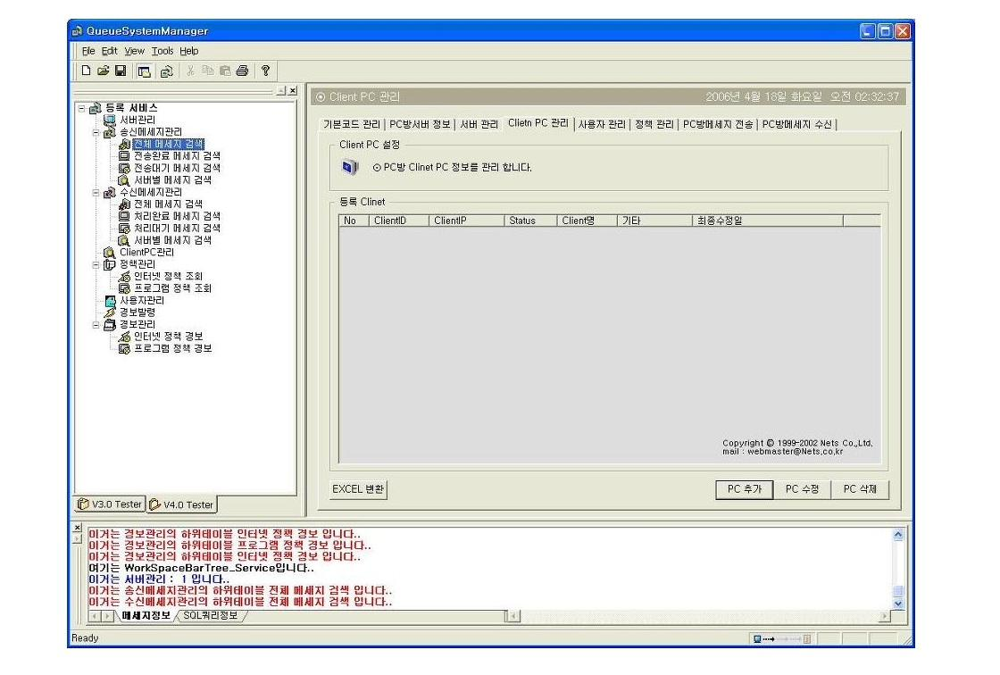 QueueSystemManager
File Edit View Tools Help
등록 서비스
서버관리
송신메세지관리
전체 메세지 검색
전송완료 메세지 검색
전송대기 메세지 검색
서버별 메세지 검색
수신메세지관리
전체 메세지 검색
처리완료 메세지 검색
처리대기 메세지 검색
서버별 메세지 검색
ClientPC관리
정책관리
인터넷 정책 조회
프로그램 정책 조회
사용자관리
경보발령
경보관리
인터넷 정책 경보
프로그램 정책 경보
V3.0 Tester V4.0 Tester
Client PC 관리 2006년 4월 18일 화요일 오전 02:32:37
기본코드 관리 PC방서버 정보 서버 관리 Clietn PC 관리 사용자 관리 정책 관리 PC방메세지 전송 PC방메세지 수신
Client PC 설정
PC방 Clinet PC 정보를 관리 합니다.
등록 Clinet
No ClientID ClientIP Status Client명 기타 최종수정일
Copyright © 1999-2002 Nets Co.,Ltd.
mail : webmaster@Nets.co.kr
EXCEL 변환 PC 추가 PC 수정 PC 삭제
이거는 경보관리의 하위테이블 인터넷 정책 경보 입니다..
이거는 경보관리의 하위테이블 프로그램 정책 경보 입니다..
이거는 경보관리의 하위테이블 인터넷 정책 경보 입니다..
여기는 WorkSpaceBarTree_Service입니다..
이거는 서버관리 : 1 입니다..
이거는 송신메세지관리의 하위테이블 전체 메세지 검색 입니다..
이거는 수신메세지관리의 하위테이블 전체 메세지 검색 입니다..
메세지정보 SQL쿼리정보
Ready